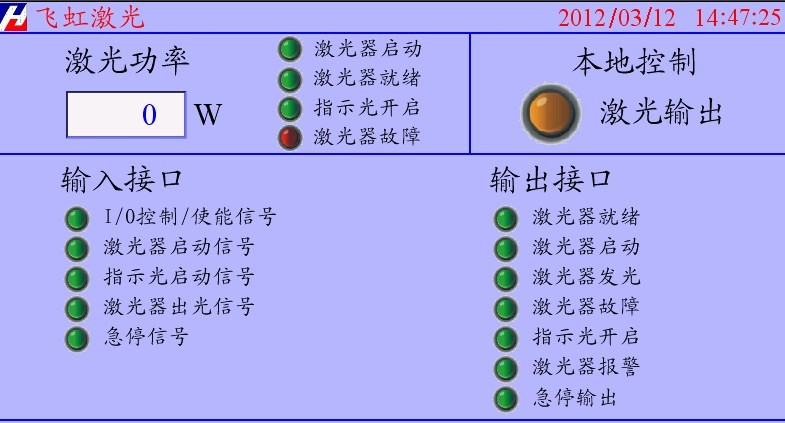 飞虹激光 2012/03/12 14:47:25
激光功率
0 W
激光器启动
激光器就绪
指示光开启
激光器故障
本地控制
激光输出
输入接口
I/O控制/使能信号
激光器启动信号
指示光启动信号
激光器出光信号
急停信号
输出接口
激光器就绪
激光器启动
激光器发光
激光器故障
指示光开启
激光器报警
急停输出